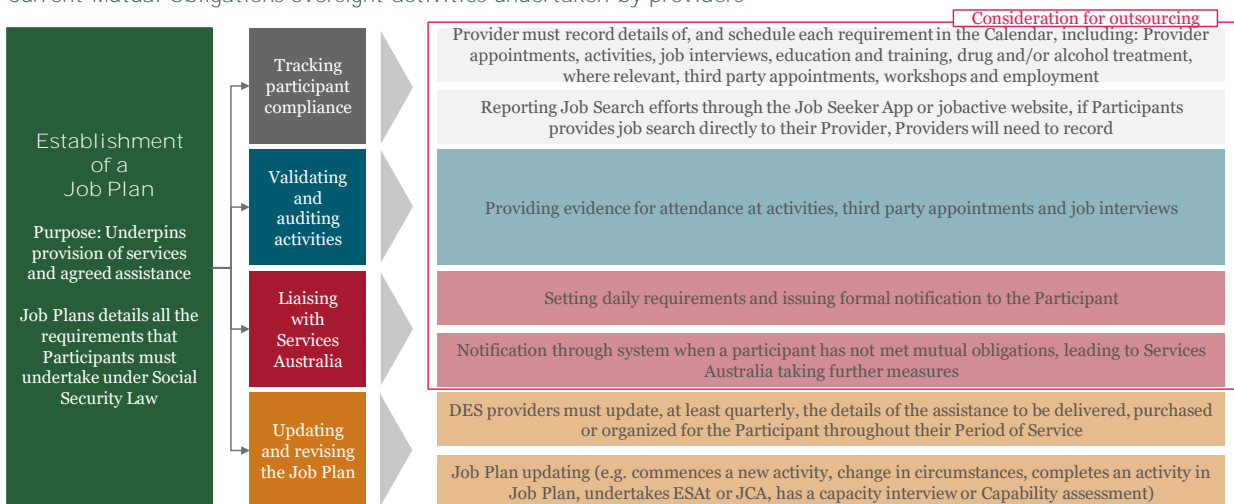 Current Mutual Obligations oversight activities undertaken by providers
Consideration for outsourcing
Establishment
of a
Job Plan
Purpose: Underpins
provision of services
and agreed assistance
Job Plans details all the
requirements that
Participants must
undertake under Social
Security Law
Tracking
participant
compliance
Provider must record details of, and schedule each requirement in the Calendar, including: Provider
appointments, activities, job interviews, education and training, drug and/or alcohol treatment,
where relevant, third party appointments, workshops and employment
Reporting Job Search efforts through the Job Seeker App or jobactive website, if Participants
provides job search directly to their Provider, Providers will need to record
Validating
and
auditing
activities
Providing evidence for attendance at activities, third party appointments and job interviews
Liaising
with
Services
Australia
Setting daily requirements and issuing formal notification to the Participant
Notification through system when a participant has not met mutual obligations, leading to Services
Australia taking further measures
Updating
and revising
the Job Plan
DES providers must update, at least quarterly, the details of the assistance to be delivered, purchased
or organized for the Participant throughout their Period of Service
Job Plan updating (e.g. commences a new activity, change in circumstances, completes an activity in
Job Plan, undertakes ESAt or JCA, has a capacity interview or Capability assessment)